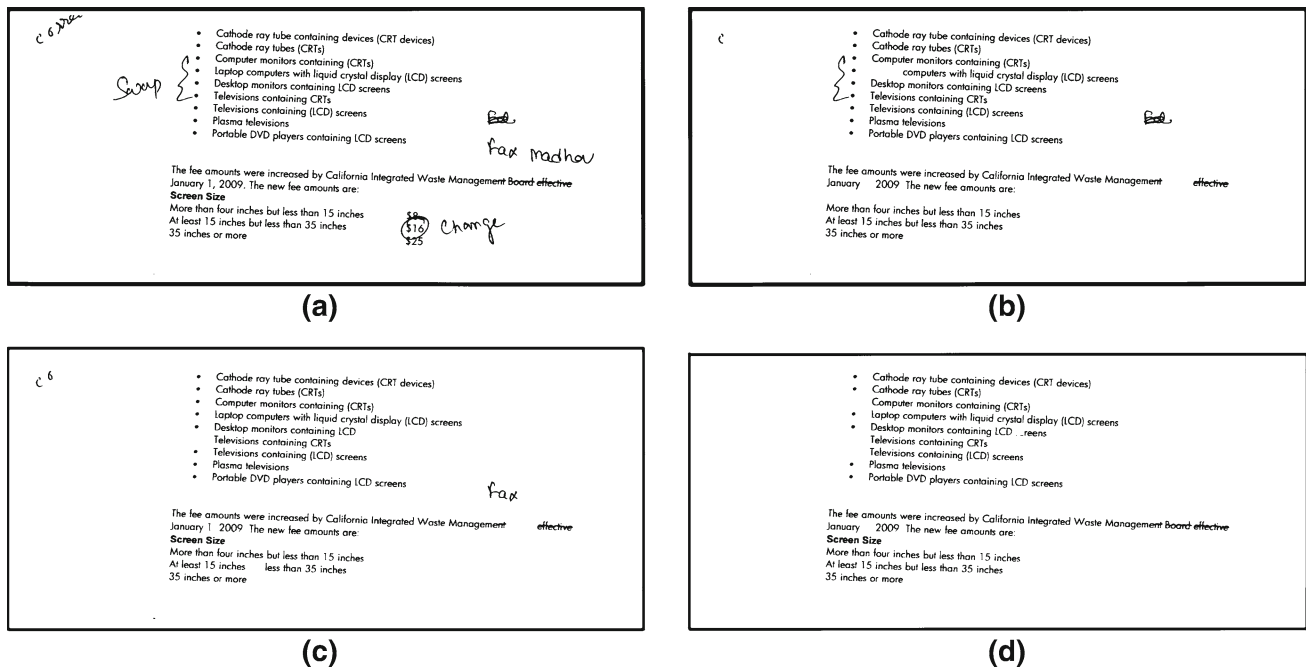 • Cathode ray tube containing devices (CRT devices)
• Cathode ray tubes (CRTs)
• Computer monitors containing (CRTs)
• Laptop computers with liquid crystal display (LCD) screens
Swap
• Desktop monitors containing LCD screens
• Televisions containing CRTs
• Televisions containing (LCD) screens
• Plasma televisions
• Portable DVD players containing LCD screens
Fax madhav
The fee amounts were increased by California Integrated Waste Management Board effective
January 1, 2009. The new fee amounts are:
Screen Size
More than four inches but less than 15 inches
$8
At least 15 inches but less than 35 inches
$16 Change
35 inches or more
$25
(a)
c
• Cathode ray tube containing devices (CRT devices)
• Cathode ray tubes (CRTs)
• Computer monitors containing (CRTs)
• computers with liquid crystal display (LCD) screens
Desktop monitors containing LCD screens
• Televisions containing CRTs
• Televisions containing (LCD) screens
• Plasma televisions
• Portable DVD players containing LCD screens
The fee amounts were increased by California Integrated Waste Management effective
January 2009 The new fee amounts are:
More than four inches but less than 15 inches
At least 15 inches but less than 35 inches
35 inches or more
(b)
c 6
• Cathode ray tube containing devices (CRT devices)
• Cathode ray tubes (CRTs)
Computer monitors containing (CRTs)
• Laptop computers with liquid crystal display (LCD) screens
• Desktop monitors containing LCD
Televisions containing CRTs
• Televisions containing (LCD) screens
• Plasma televisions
• Portable DVD players containing LCD screens
Fax
The fee amounts were increased by California Integrated Waste Management effective
January 1 2009 The new fee amounts are:
Screen Size
More than four inches but less than 15 inches
At least 15 inches less than 35 inches
35 inches or more
(c)
• Cathode ray tube containing devices (CRT devices)
• Cathode ray tubes (CRTs)
Computer monitors containing (CRTs)
• Laptop computers with liquid crystal display (LCD) screens
• Desktop monitors containing LCD reens
Televisions containing CRTs
Televisions containing (LCD) screens
• Plasma televisions
• Portable DVD players containing LCD screens
The fee amounts were increased by California Integrated Waste Management Board effective
January 2009 The new fee amounts are:
Screen Size
More than four inches but less than 15 inches
At least 15 inches but less than 35 inches
35 inches or more
(d)